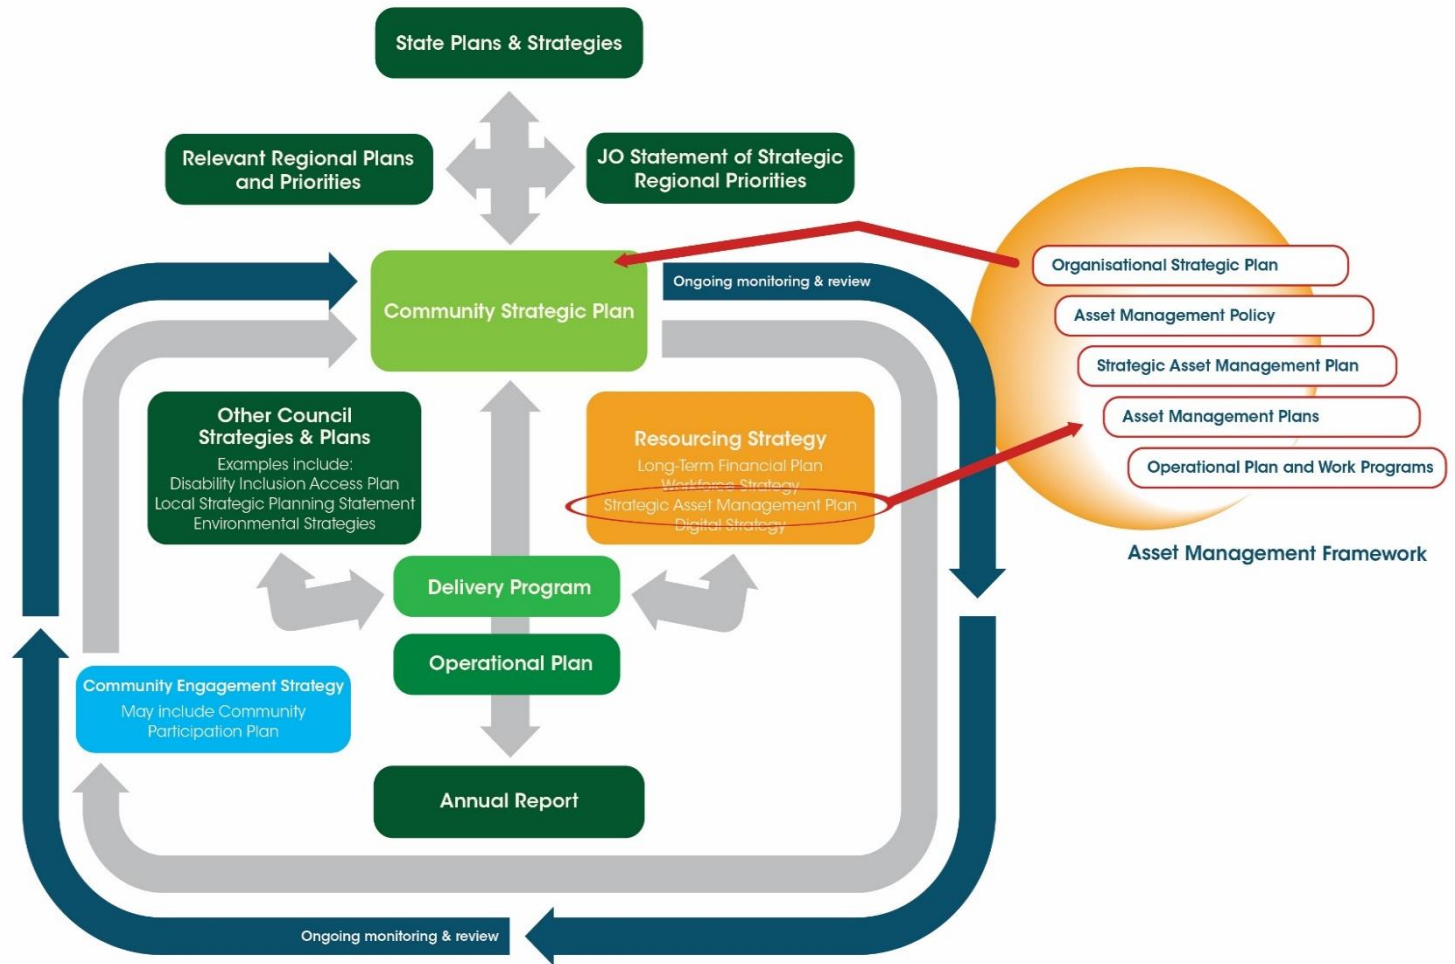 State Plans & Strategies
Relevant Regional Plans
and Priorities
JO Statement of Strategic
Regional Priorities
Community Strategic Plan
Ongoing monitoring & review
Organisational Strategic Plan
Asset Management Policy
Strategic Asset Management Plan
Asset Management Plans
Operational Plan and Work Programs
Asset Management Framework
Other Council
Strategies & Plans
Examples include:
Disability Inclusion Access Plan
Local Strategic Planning Statement
Environmental Strategies
Resourcing Strategy
Long-Term Financial Plan
Workforce Strategy
Strategic Asset Management Plan
Digital Strategy
Delivery Program
Operational Plan
Community Engagement Strategy
May include Community
Participation Plan
Annual Report
Ongoing monitoring & review